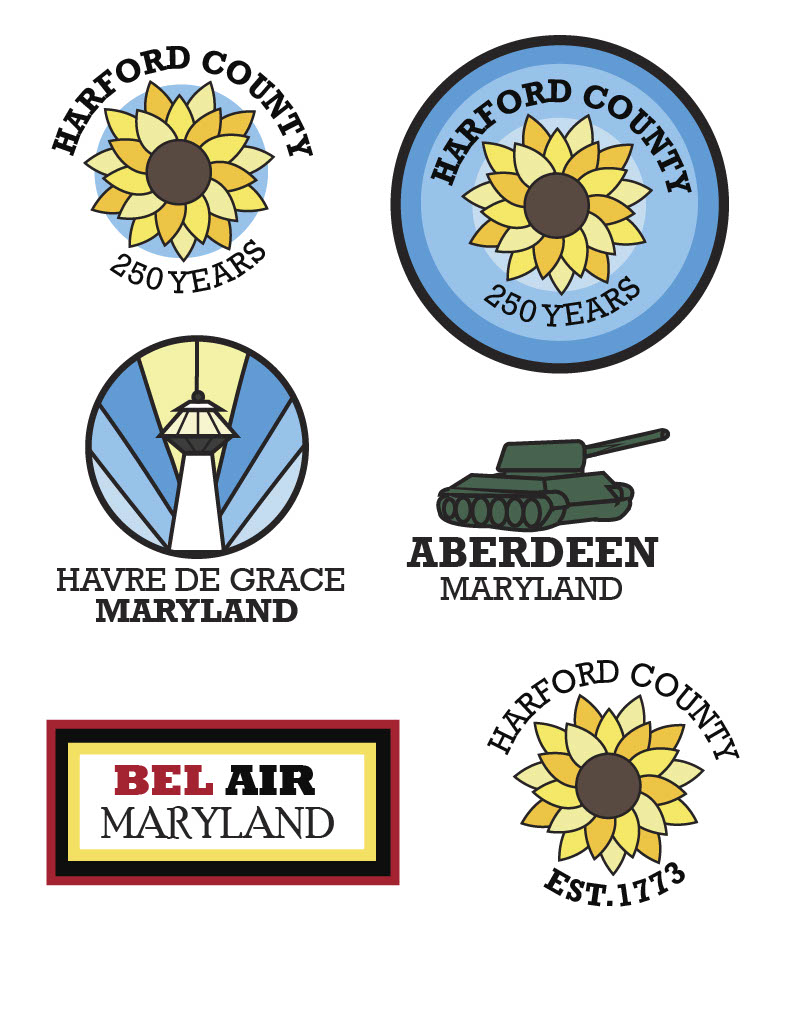 HARFORD COUNTY
250 YEARS
HARFORD COUNTY
250 YEARS
HAVRE DE GRACE
MARYLAND
ABERDEEN
MARYLAND
BEL AIR
MARYLAND
HARFORD COUNTY
EST.1773